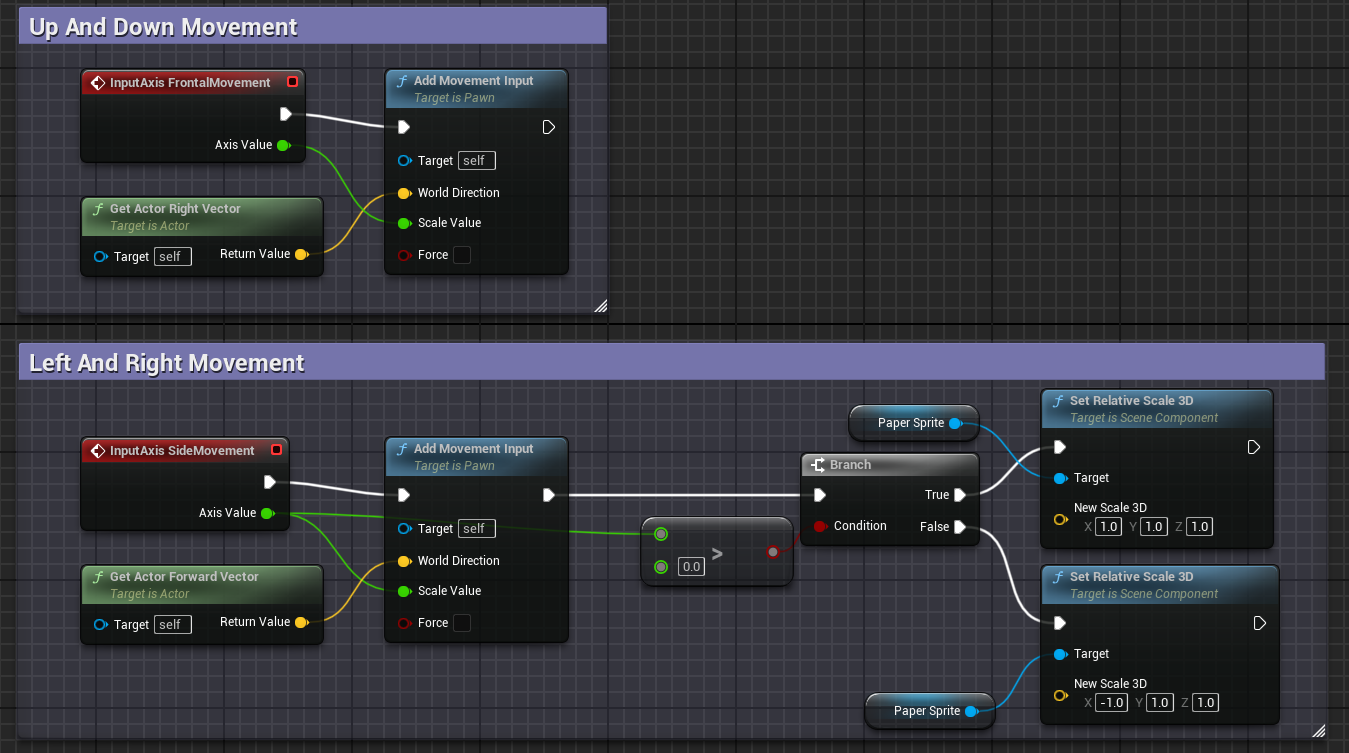 Up And Down Movement
InputAxis FrontalMovement
Axis Value
Get Actor Right Vector
Target is Actor
Target self
Return Value
Add Movement Input
Target is Pawn
Target self
World Direction
Scale Value
Force
Left And Right Movement
InputAxis SideMovement
Axis Value
Get Actor Forward Vector
Target is Actor
Target self
Return Value
Add Movement Input
Target is Pawn
Target self
World Direction
Scale Value
Force
>
0.0
Paper Sprite
Branch
True
Condition
False
Paper Sprite
Set Relative Scale 3D
Target is Scene Component
Target
New Scale 3D
X 1.0 Y 1.0 Z 1.0
Set Relative Scale 3D
Target is Scene Component
Target
New Scale 3D
X -1.0 Y 1.0 Z 1.0